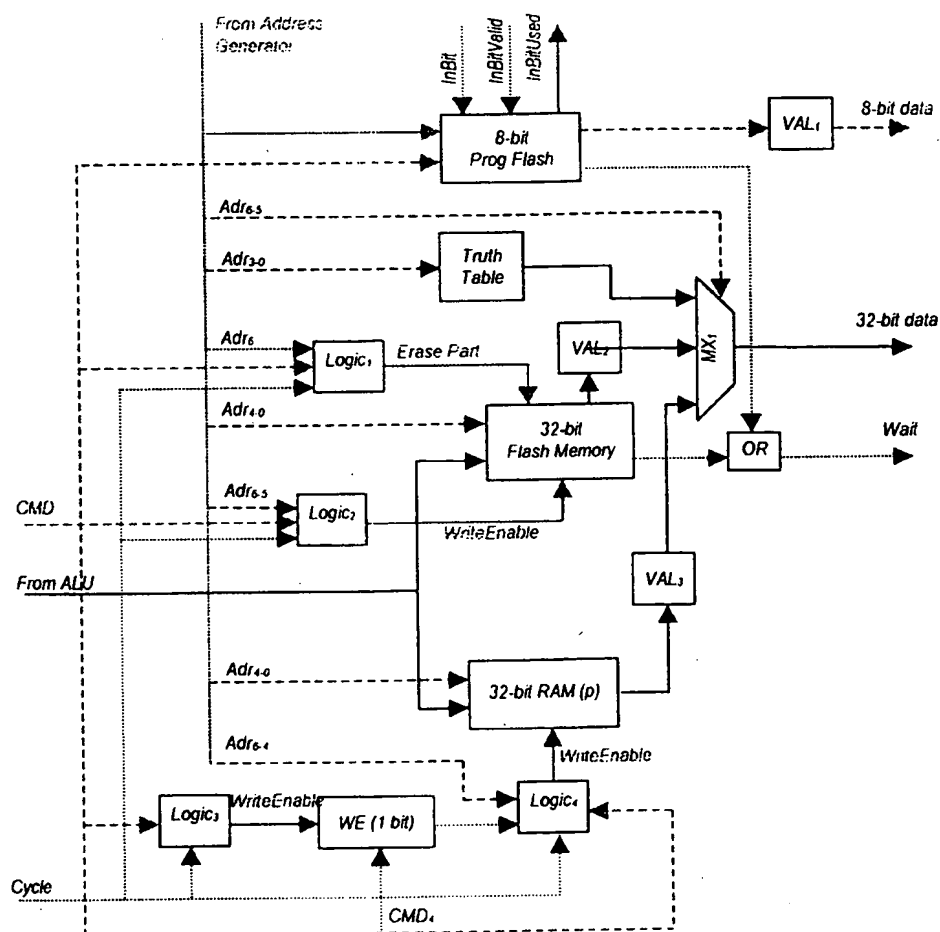 From Address
Generator
InBit
InBitValid
InBitUsed
8-bit
Prog Flash
VAL₁
8-bit data
Adr₆₋₅
Adr₃₋₀
Truth
Table
MX₁
32-bit data
Adr₆
Logic₁
Erase Part
VAL₂
Adr₄₋₀
32-bit
Flash Memory
OR
Wait
CMD
Adr₆₋₅
Logic₂
WriteEnable
From ALU
VAL₃
Adr₄₋₀
32-bit RAM (p)
Adr₆₋₄
WriteEnable
Logic₃
WriteEnable
WE (1 bit)
Logic₄
Cycle
CMD₄